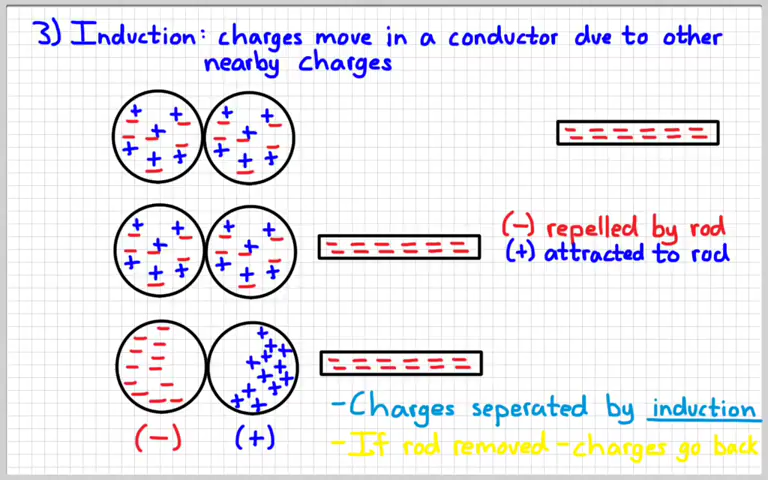 3) Induction: charges move in a conductor due to other
nearby charges
(-) repelled by rod
(+) attracted to rod
-Charges seperated by induction
(-) (+)
-If rod removed-charges go back